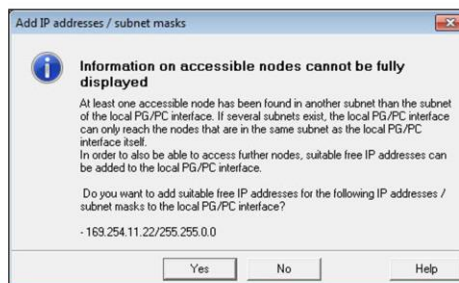 Add IP addresses / subnet masks
Information on accessible nodes cannot be fully
displayed
At least one accessible node has been found in another subnet than the subnet
of the local PG/PC interface. If several subnets exist, the local PG/PC interface
can only reach the nodes that are in the same subnet as the local PG/PC
interface itself.
In order to also be able to access further nodes, suitable free IP addresses can
be added to the local PG/PC interface.
Do you want to add suitable free IP addresses for the following IP addresses /
subnet masks to the local PG/PC interface?
- 169.254.11.22/255.255.0.0
Yes No Help